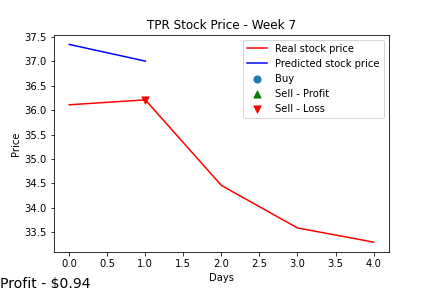 TPR Stock Price - Week 7
37.5
37.0
36.5
36.0
35.5
35.0
34.5
34.0
33.5
Price
Real stock price
Predicted stock price
Buy
Sell - Profit
Sell - Loss
0.0 0.5 1.0 1.5 2.0 2.5 3.0 3.5 4.0
Days
Profit - $0.94